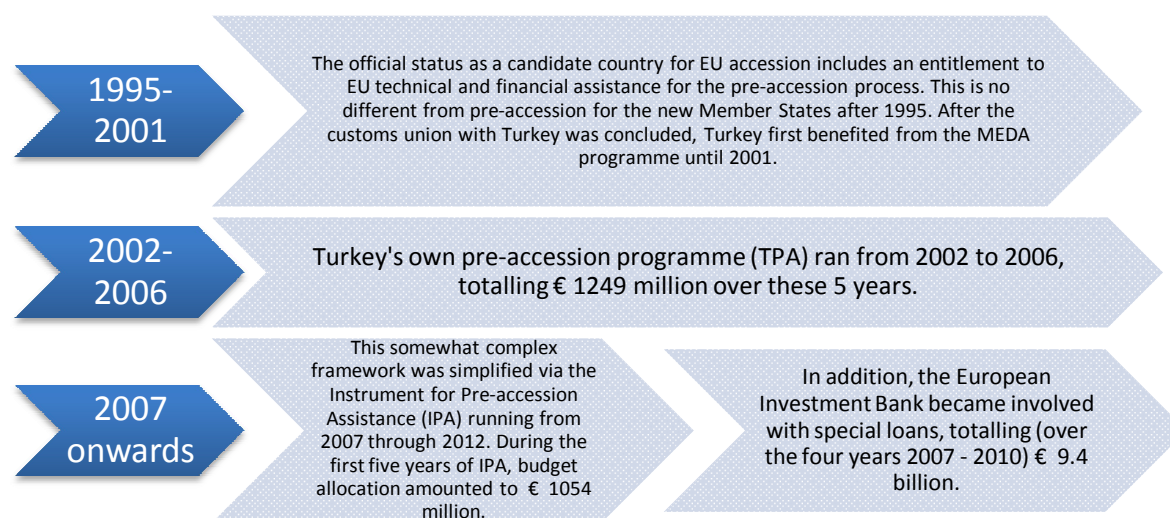 1995-
2001
The official status as a candidate country for EU accession includes an entitlement to
EU technical and financial assistance for the pre-accession process. This is no
different from pre-accession for the new Member States after 1995. After the
customs union with Turkey was concluded, Turkey first benefited from the MEDA
programme until 2001.
2002-
2006
Turkey's own pre-accession programme (TPA) ran from 2002 to 2006,
totalling € 1249 million over these 5 years.
2007
onwards
This somewhat complex
framework was simplified via the
Instrument for Pre-accession
Assistance (IPA) running from
2007 through 2012. During the
first five years of IPA, budget
allocation amounted to € 1054
million.
In addition, the European
Investment Bank became involved
with special loans, totalling (over
the four years 2007 - 2010) € 9.4
billion.